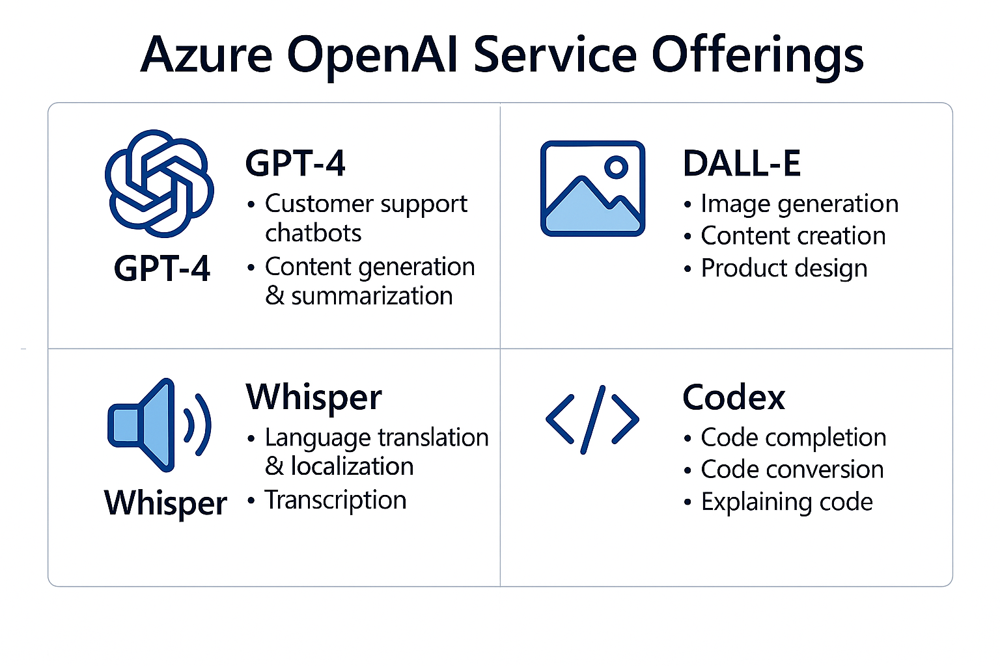 Azure OpenAI Service Offerings
GPT-4
GPT-4
• Customer support
chatbots
• Content generation
& summarization
DALL-E
• Image generation
• Content creation
• Product design
Whisper
Whisper
• Language translation
& localization
• Transcription
Codex
• Code completion
• Code conversion
• Explaining code